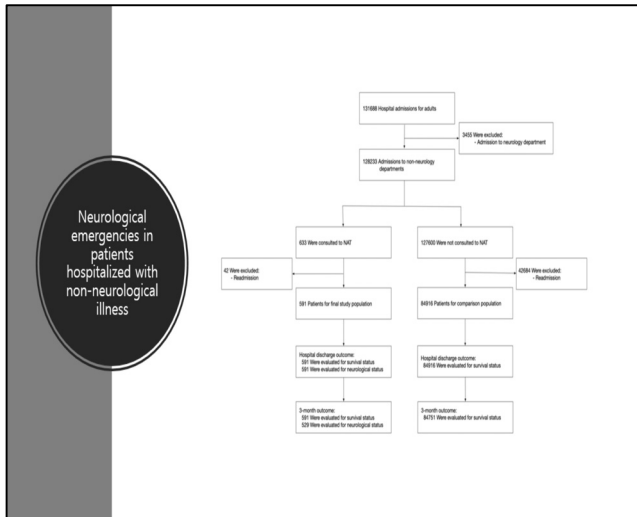 Neurological
emergencies in
patients
hospitalized with
non-neurological
illness
131688 Hospital admissions for adults
3455 Were excluded:
- Admission to neurology department
128233 Admissions to non-neurology
departments
633 Were consulted to NAT
127600 Were not consulted to NAT
42 Were excluded:
- Readmission
42684 Were excluded:
- Readmission
591 Patients for final study population
84916 Patients for comparison population
Hospital discharge outcome:
591 Were evaluated for survival status
591 Were evaluated for neurological status
Hospital discharge outcome:
84916 Were evaluated for survival status
3-month outcome:
591 Were evaluated for survival status
529 Were evaluated for neurological status
3-month outcome:
84751 Were evaluated for survival status